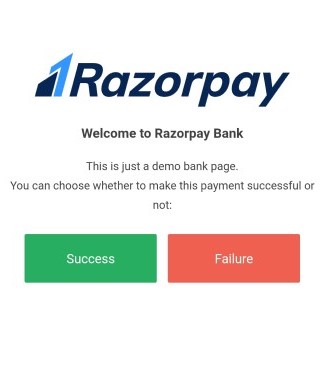 Razorpay
Welcome to Razorpay Bank
This is just a demo bank page.
You can choose whether to make this payment successful or
not:
Success
Failure